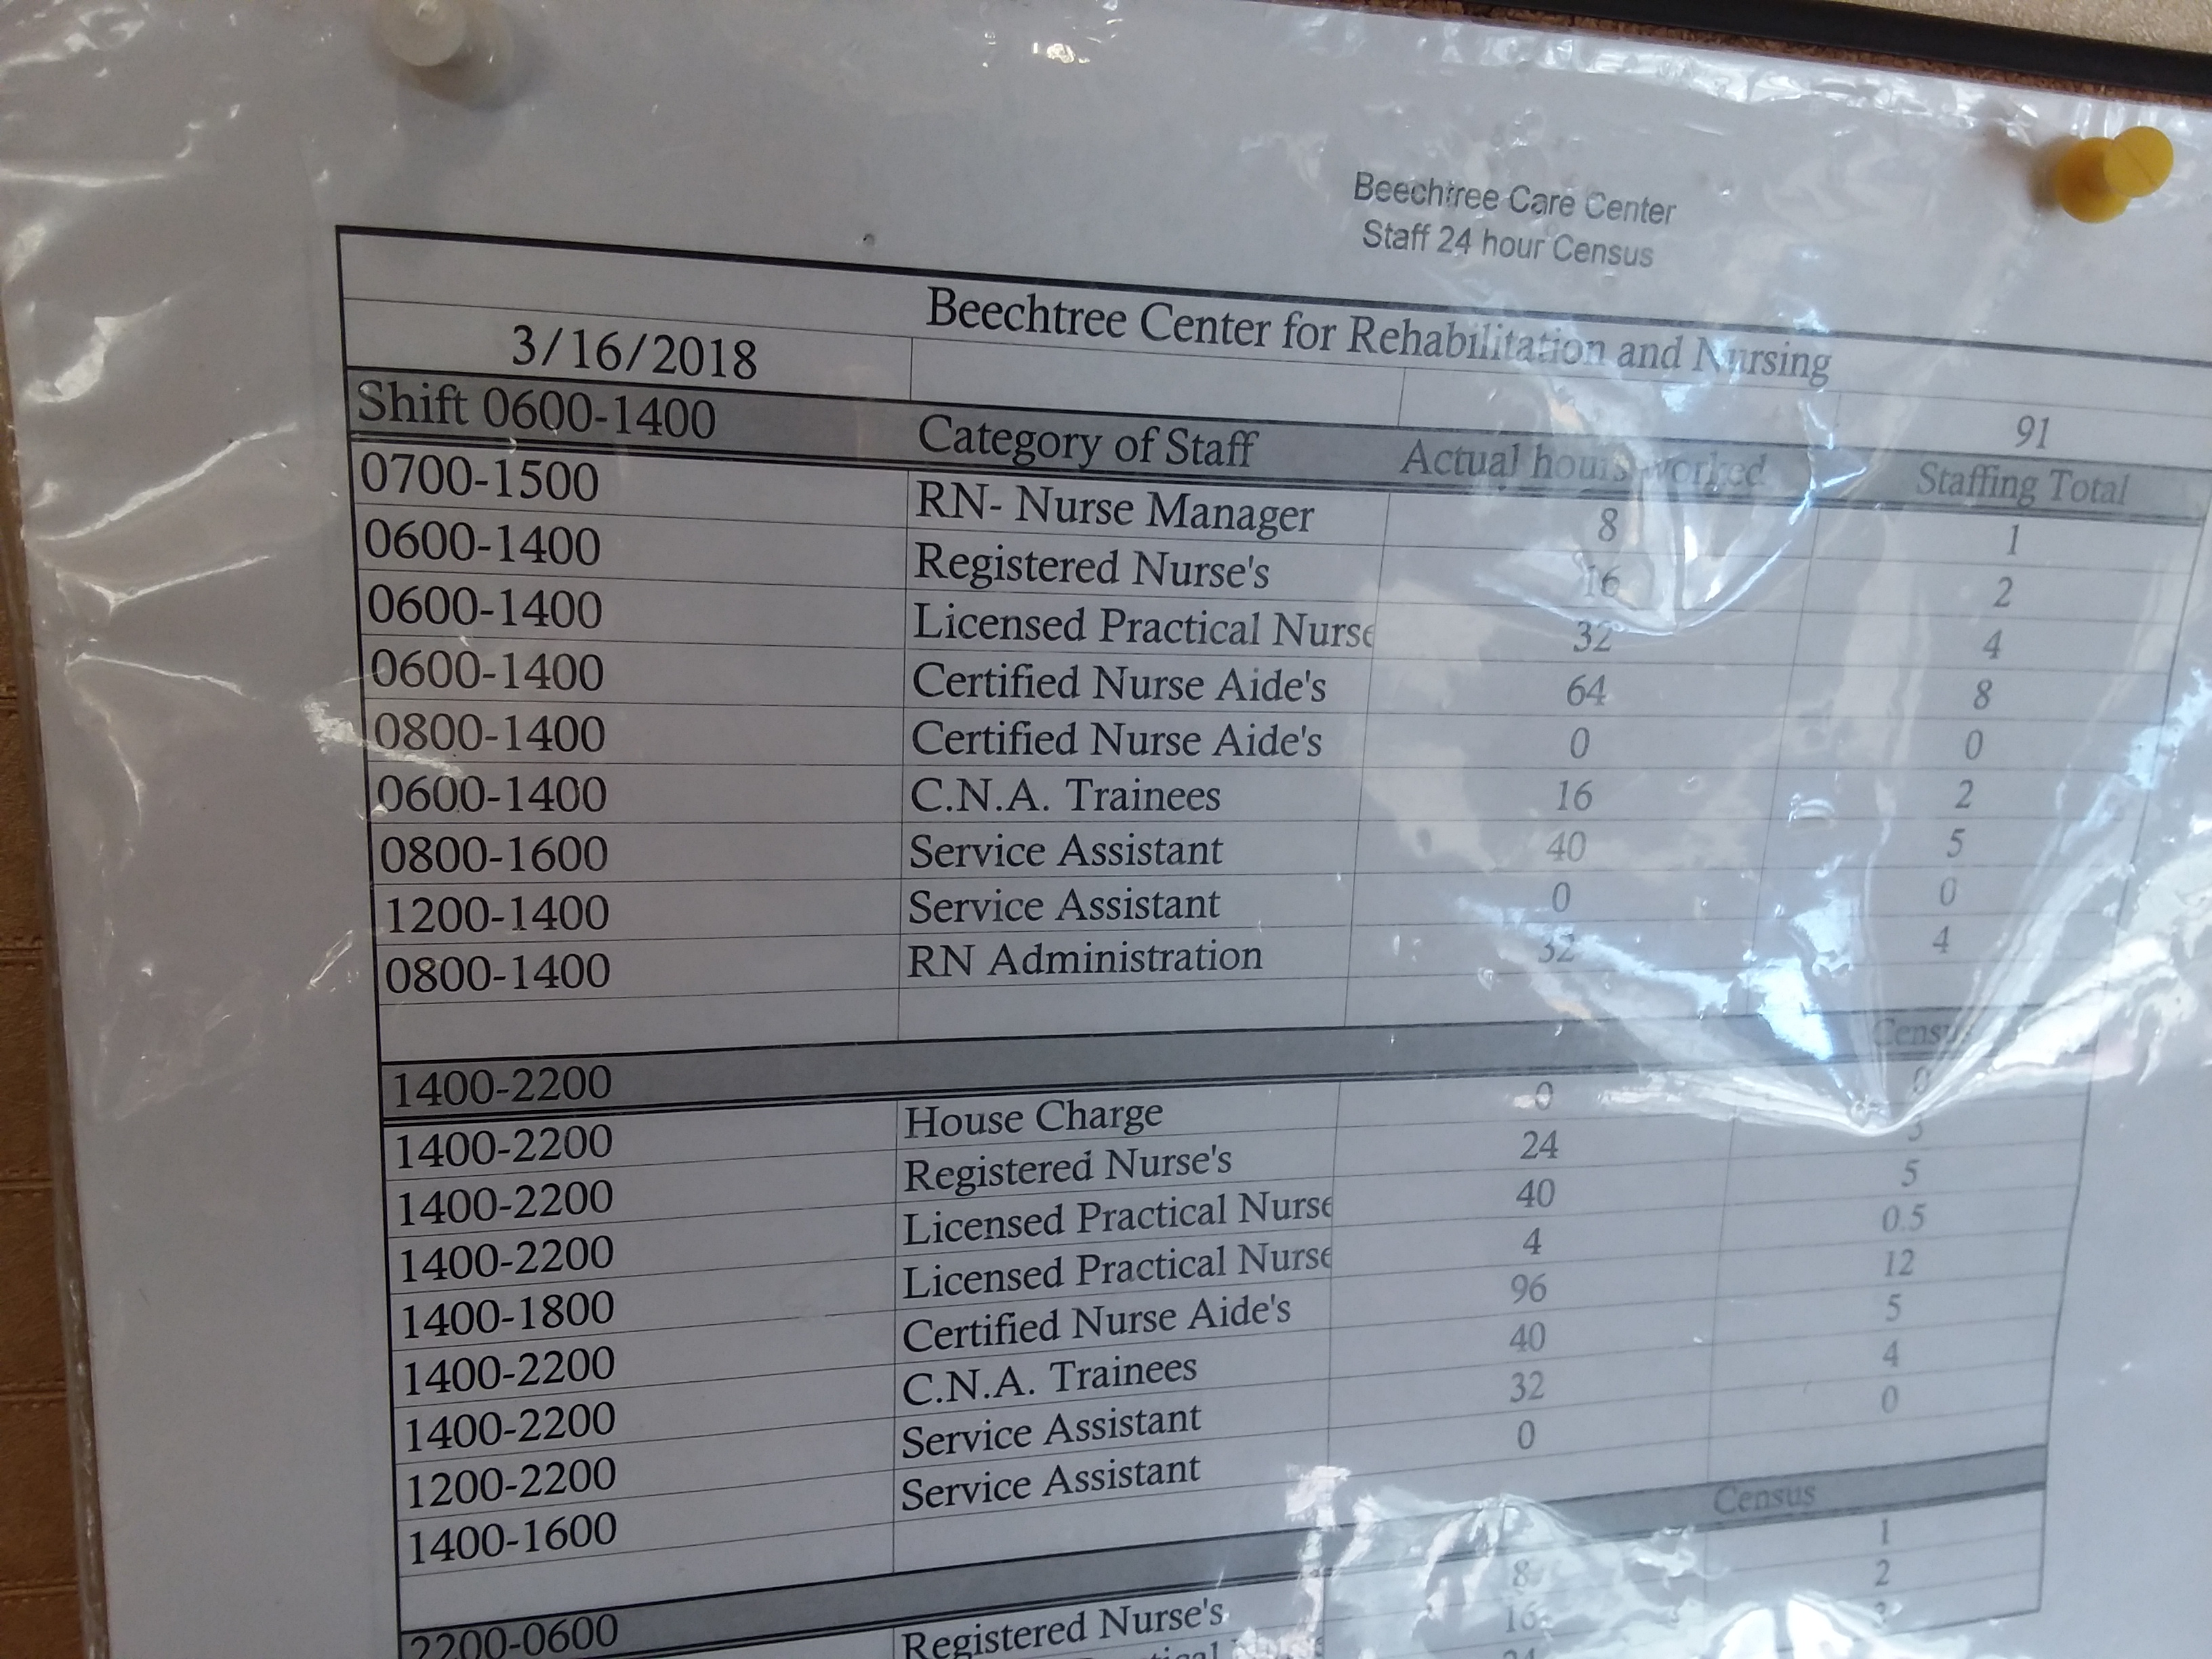 Beechtree Care Center
Staff 24 hour Census
Beechtree Center for Rehabilitation and Nursing
3/16/2018 91
Shift 0600-1400 Category of Staff Actual hours worked Staffing Total
0700-1500 RN- Nurse Manager 8 1
0600-1400 Registered Nurse's 16 2
0600-1400 Licensed Practical Nurse 32 4
0600-1400 Certified Nurse Aide's 64 8
0800-1400 Certified Nurse Aide's 0 0
0600-1400 C.N.A. Trainees 16 2
0800-1600 Service Assistant 40 5
1200-1400 Service Assistant 0 0
0800-1400 RN Administration 32 4
1400-2200 Census
1400-2200 House Charge 0 0
1400-2200 Registered Nurse's 24 3
1400-2200 Licensed Practical Nurse 40 5
1400-1800 Licensed Practical Nurse 4 0.5
1400-2200 Certified Nurse Aide's 96 12
1400-2200 C.N.A. Trainees 40 5
1200-2200 Service Assistant 32 4
1400-1600 Service Assistant 0 0
2200-0600 Census
Registered Nurse's 8 1
16 2